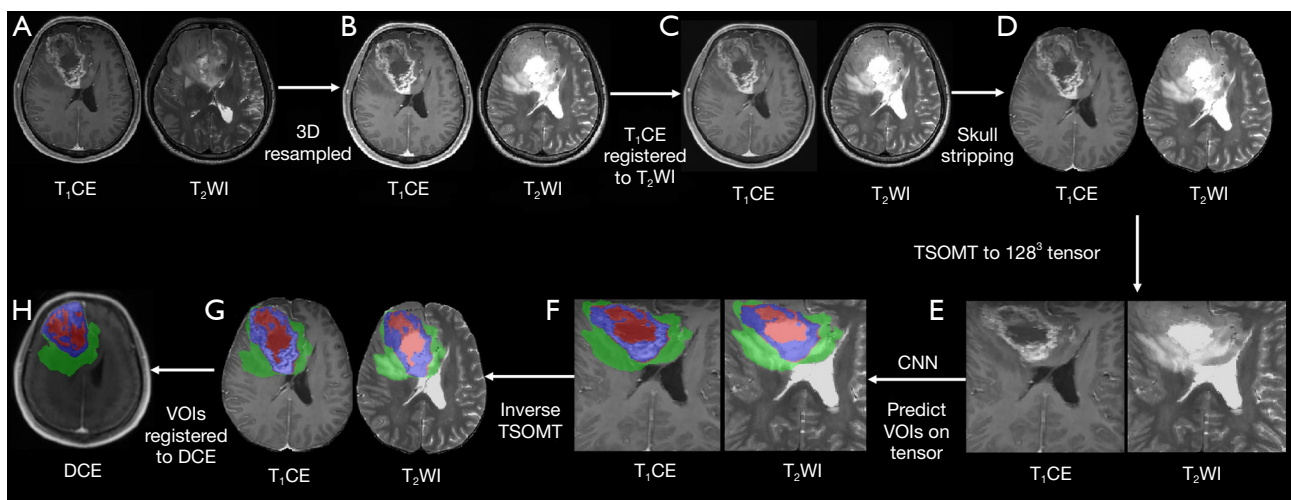 A
B
C
D
3D
resampled
T₁CE
registered
to T₂WI
Skull
stripping
T₁CE
T₂WI
T₁CE
T₂WI
T₁CE
T₂WI
T₁CE
T₂WI
TSOMT to 128³ tensor
H
G
F
E
VOIs
registered
to DCE
Inverse
TSOMT
CNN
Predict
VOIs on
tensor
DCE
T₁CE
T₂WI
T₁CE
T₂WI
T₁CE
T₂WI